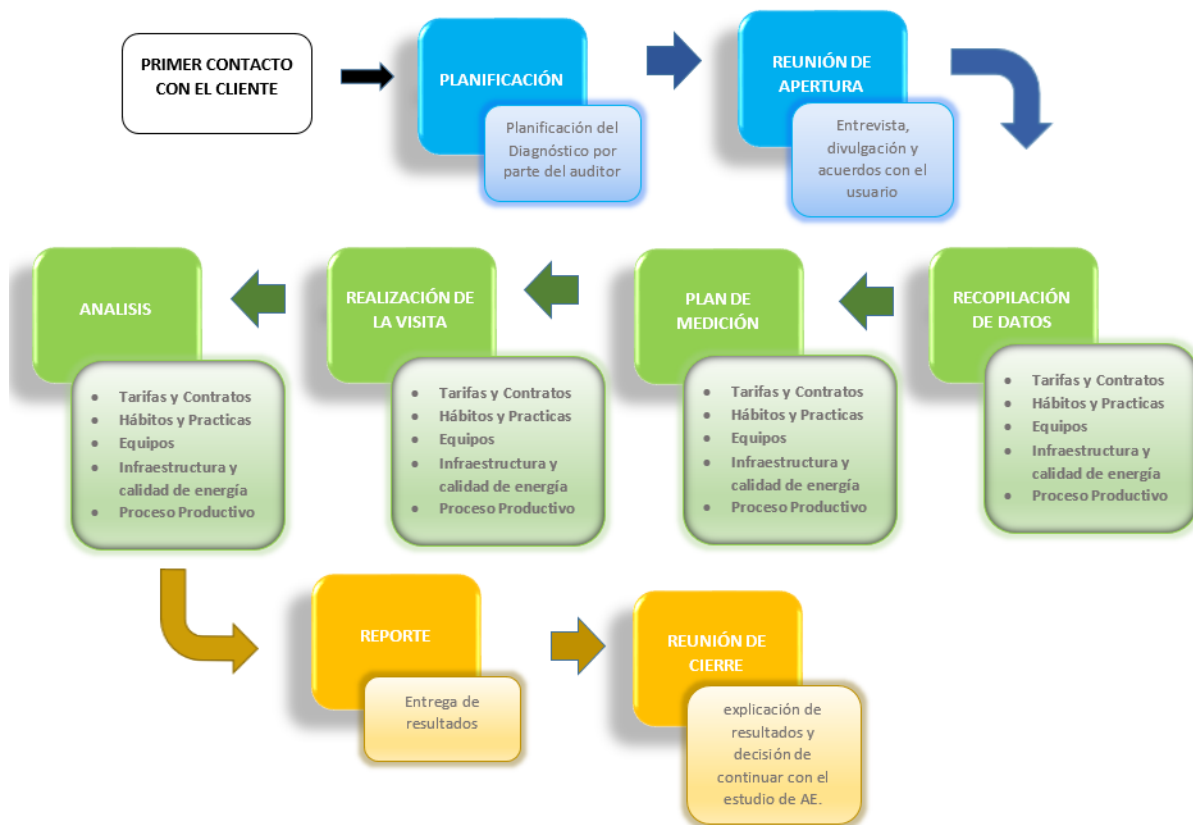 PRIMER CONTACTO
CON EL CLIENTE
PLANIFICACIÓN
Planificación del
Diagnóstico por
parte del auditor
REUNIÓN DE
APERTURA
Entrevista,
divulgación y
acuerdos con el
usuario
RECOPILACIÓN
DE DATOS
• Tarifas y Contratos
• Hábitos y Practicas
• Equipos
• Infraestructura y
calidad de energía
• Proceso Productivo
PLAN DE
MEDICIÓN
• Tarifas y Contratos
• Hábitos y Practicas
• Equipos
• Infraestructura y
calidad de energía
• Proceso Productivo
REALIZACIÓN DE
LA VISITA
• Tarifas y Contratos
• Hábitos y Practicas
• Equipos
• Infraestructura y
calidad de energía
• Proceso Productivo
ANALISIS
• Tarifas y Contratos
• Hábitos y Practicas
• Equipos
• Infraestructura y
calidad de energía
• Proceso Productivo
REPORTE
Entrega de
resultados
REUNIÓN DE
CIERRE
explicación de
resultados y
decisión de
continuar con el
estudio de AE.